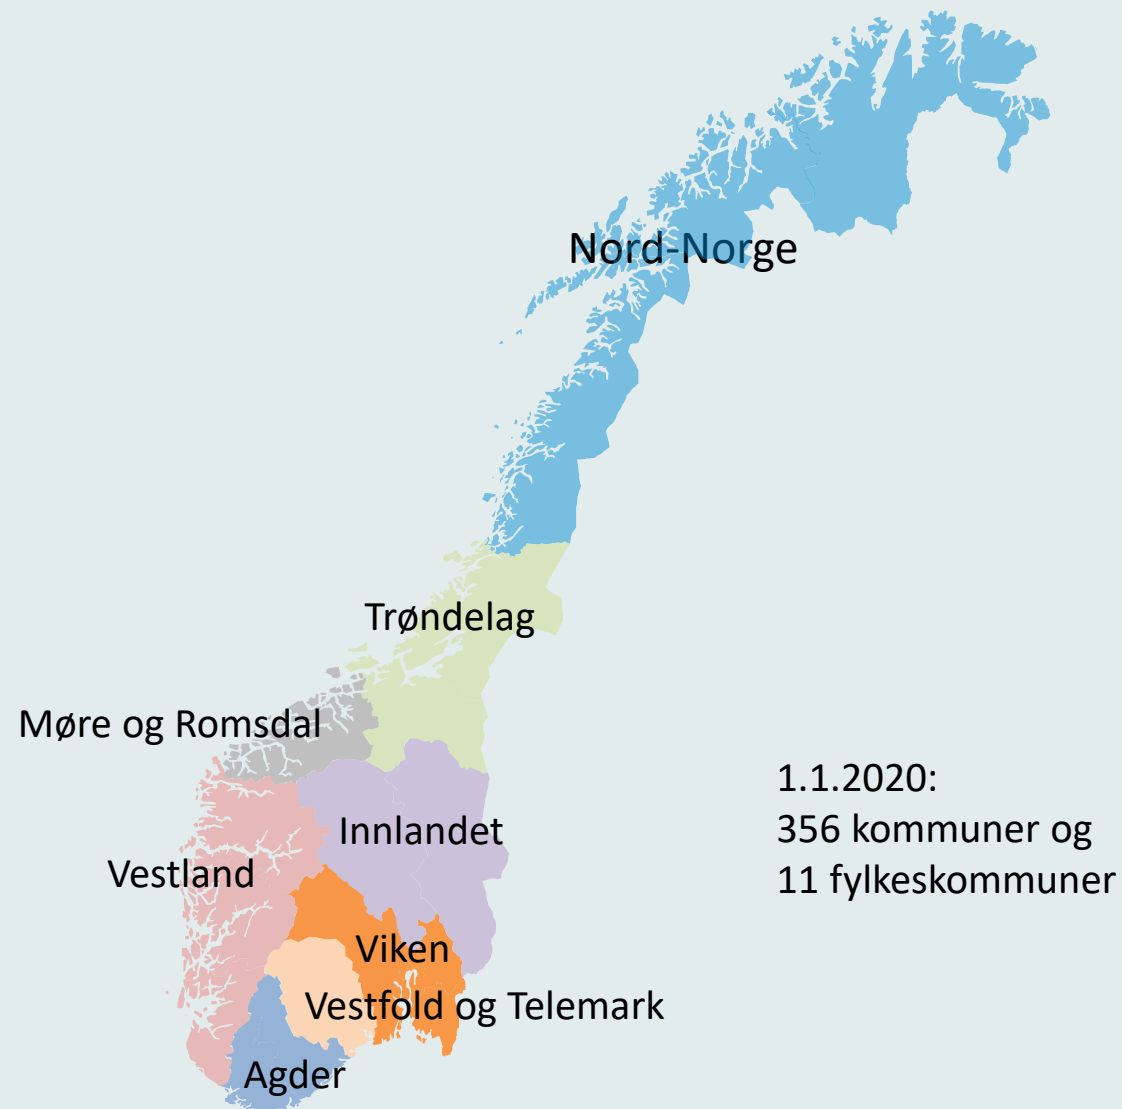 Nord-Norge
Trøndelag
Møre og Romsdal
Innlandet
Vestland
Viken
Vestfold og Telemark
Agder
1.1.2020:
356 kommuner og
11 fylkeskommuner